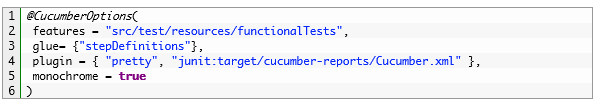 1 @CucumberOptions(
2 features = "src/test/resources/functionalTests",
3 glue= {"stepDefinitions"},
4 plugin = { "pretty", "junit:target/cucumber-reports/Cucumber.xml" },
5 monochrome = true
6 )